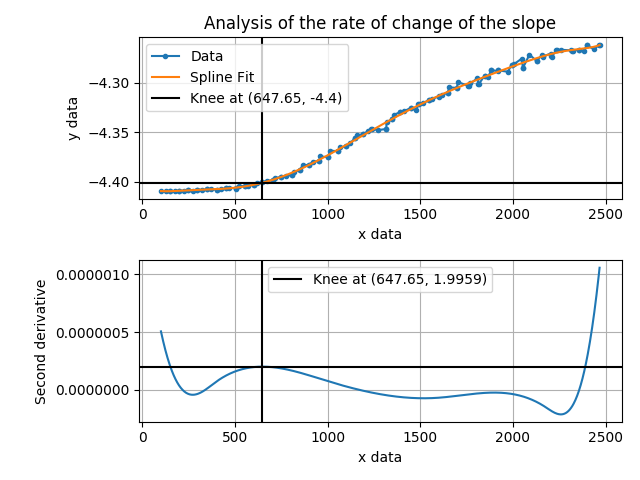 Analysis of the rate of change of the slope
Data
Spline Fit
Knee at (647.65, -4.4)
−4.30
−4.35
−4.40
y data
0 500 1000 1500 2000 2500
x data
Knee at (647.65, 1.9959)
0.0000010
0.0000005
0.0000000
Second derivative
0 500 1000 1500 2000 2500
x data